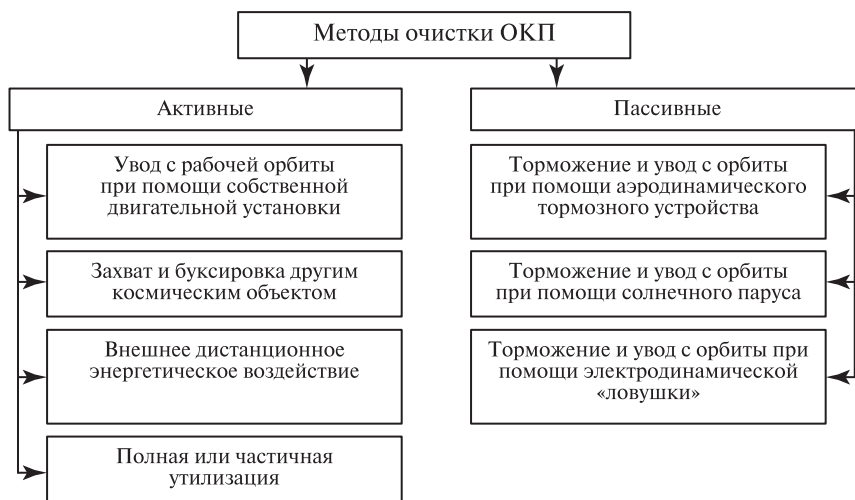 Методы очистки ОКП
Активные
Увод с рабочей орбиты
при помощи собственной
двигательной установки
Захват и буксировка другим
космическим объектом
Внешнее дистанционное
энергетическое воздействие
Полная или частичная
утилизация
Пассивные
Торможение и увод с орбиты
при помощи аэродинамического
тормозного устройства
Торможение и увод с орбиты
при помощи солнечного паруса
Торможение и увод с орбиты при
помощи электродинамической
«ловушки»